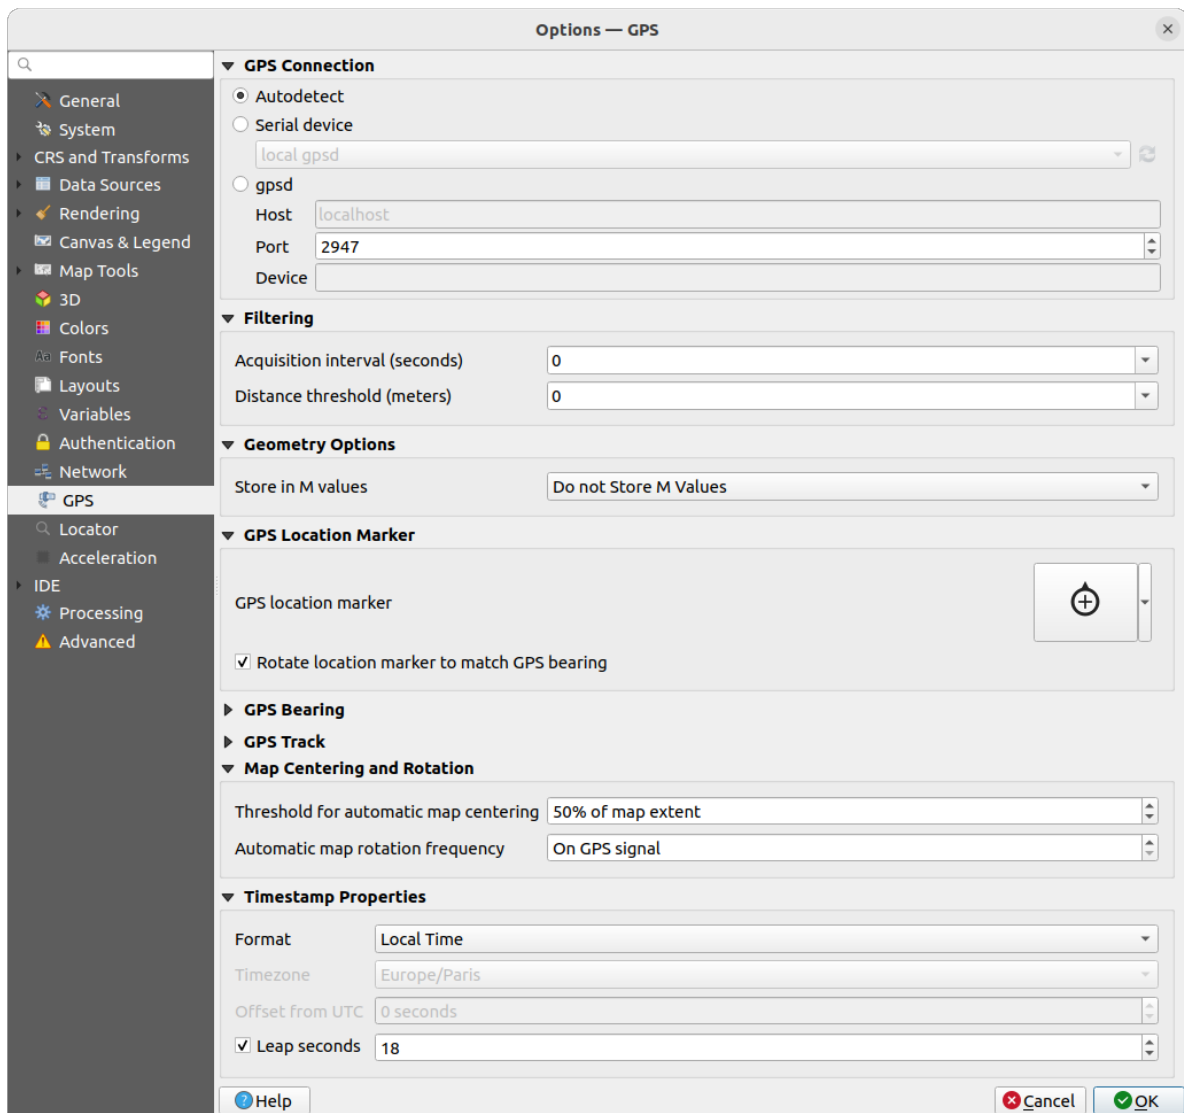 Options — GPS
General
System
CRS and Transforms
Data Sources
Rendering
Canvas & Legend
Map Tools
3D
Colors
Fonts
Layouts
Variables
Authentication
Network
GPS
Locator
Acceleration
IDE
Processing
Advanced
GPS Connection
Autodetect
Serial device
local gpsd
gpsd
Host localhost
Port 2947
Device
Filtering
Acquisition interval (seconds) 0
Distance threshold (meters) 0
Geometry Options
Store in M values Do not Store M Values
GPS Location Marker
GPS location marker
Rotate location marker to match GPS bearing
GPS Bearing
GPS Track
Map Centering and Rotation
Threshold for automatic map centering 50% of map extent
Automatic map rotation frequency On GPS signal
Timestamp Properties
Format Local Time
Timezone Europe/Paris
Offset from UTC 0 seconds
Leap seconds 18
Help Cancel OK